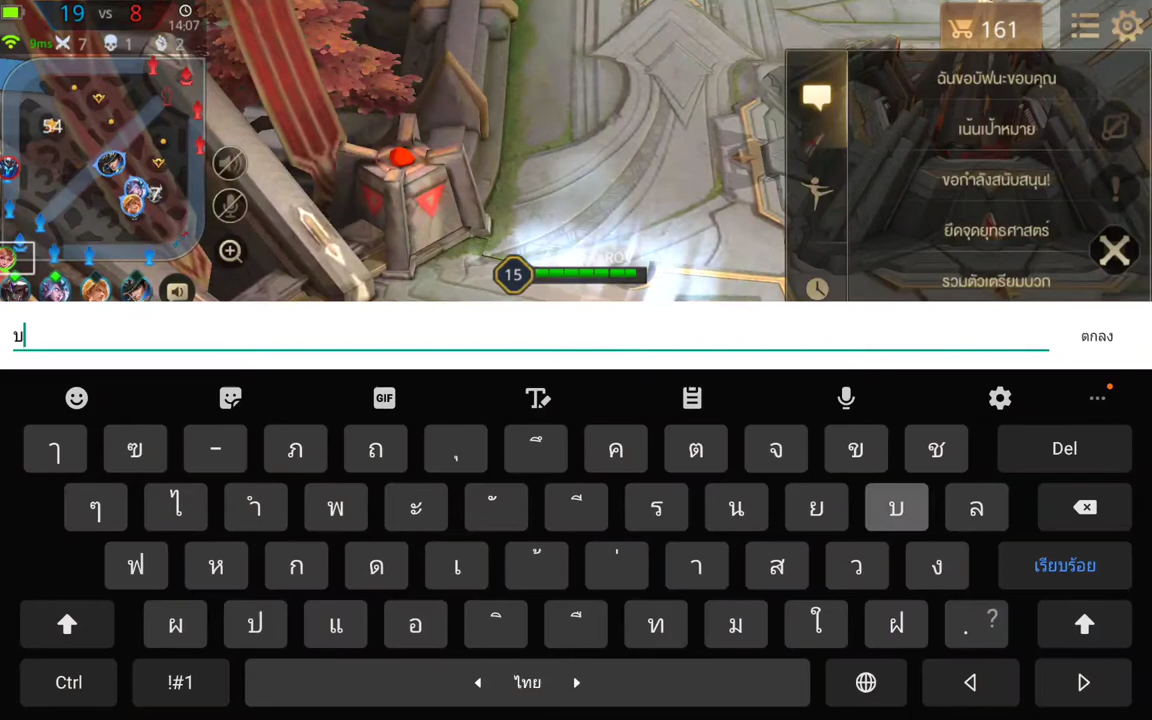 19 vs 8
14:07
9ms 7 1 2
161
54
7
15
ฉันขอบัฟนะขอบคุณ
เน้นเป้าหมาย
ขอกำลังสนับสนุน!
ยึดจุดยุทธศาสตร์
รวมตัวเตรียมบวก
บ
ตกลง
GIF
ๅ ฃ - ภ ถ ุ ึ ค ต จ ข ช Del
ๆ ไ ำ พ ะ ั ี ร น ย บ ล
ฟ ห ก ด เ ้ ่ า ส ว ง เรียบร้อย
ผ ป แ อ ิ ื ท ม ใ ฝ . ?
Ctrl !#1 ไทย